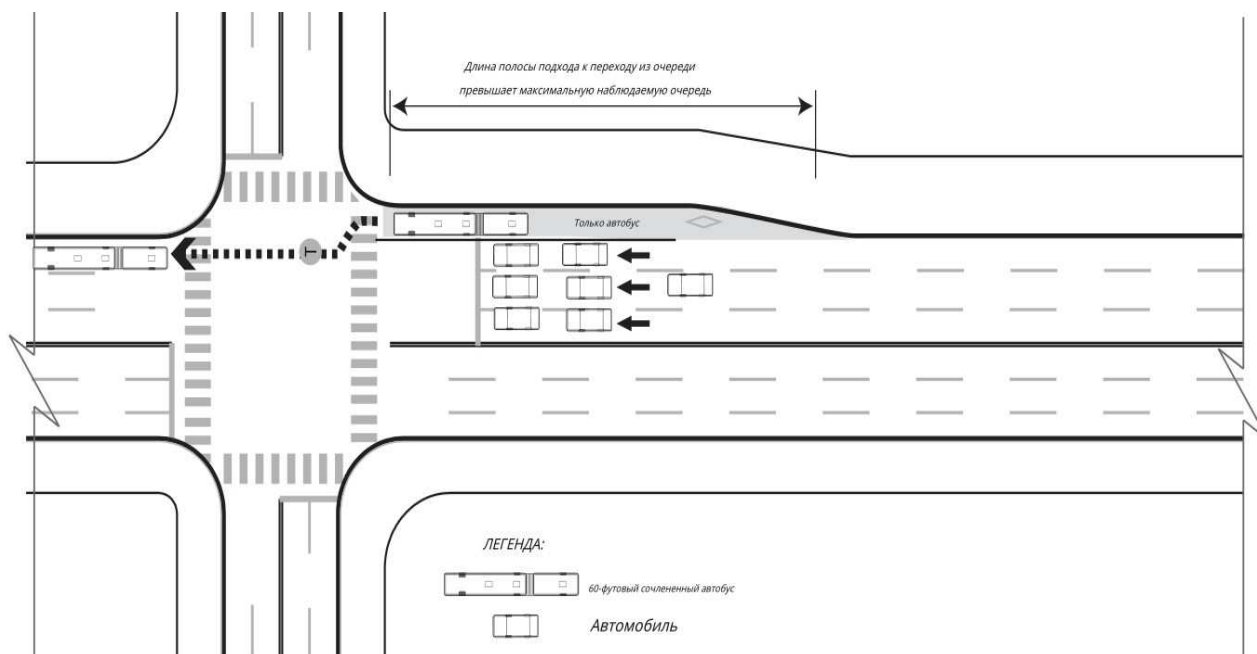 Длина полосы подхода к переходу из очереди
превышает максимальную наблюдаемую очередь
Только автобус
T
ЛЕГЕНДА:
60-футовый сочлененный автобус
Автомобиль